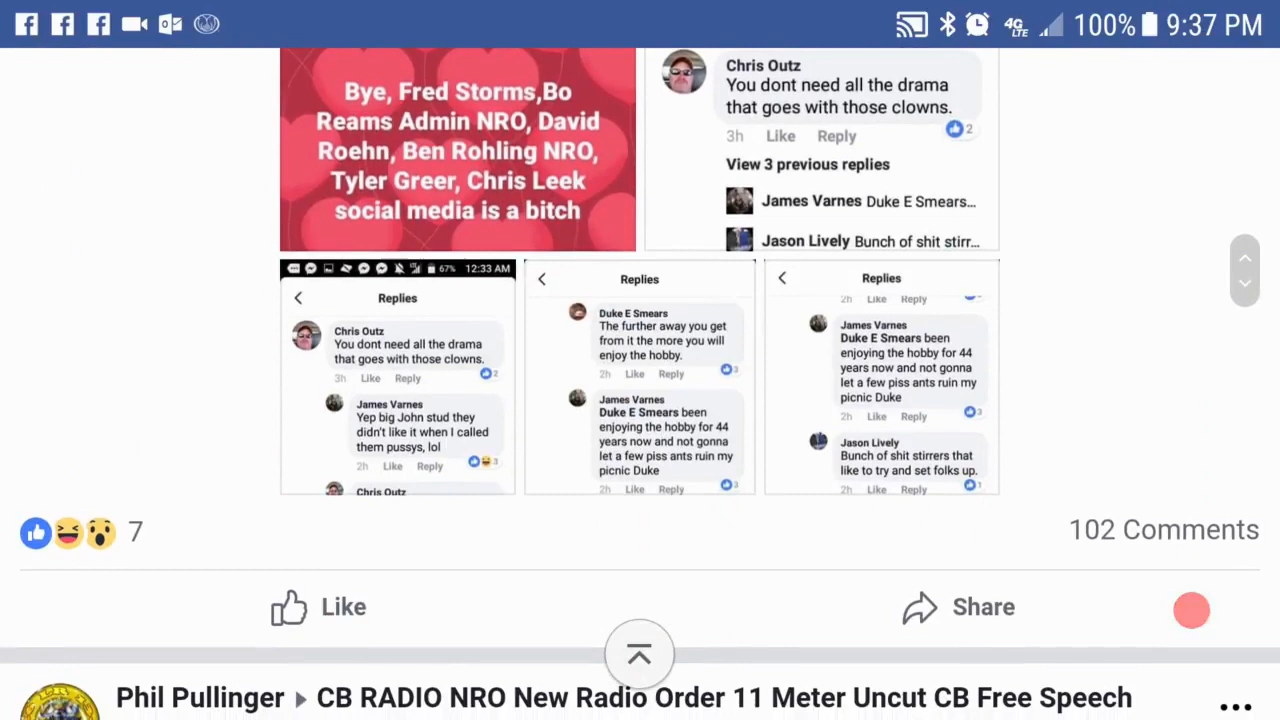 4G LTE 100% 9:37 PM
Bye, Fred Storms,Bo
Reams Admin NRO, David
Roehn, Ben Rohling NRO,
Tyler Greer, Chris Leek
social media is a bitch
Chris Outz
You dont need all the drama
that goes with those clowns.
3h Like Reply 2
View 3 previous replies
James Varnes Duke E Smears...
Jason Lively Bunch of shit stirr...
67% 12:33 AM
Replies
Chris Outz
You dont need all the drama
that goes with those clowns.
3h Like Reply 2
James Varnes
Yep big John stud they
didn't like it when I called
them pussys, lol
2h Like Reply 3
Chris Outz
Replies
Duke E Smears
The further away you get
from it the more you will
enjoy the hobby.
2h Like Reply 3
James Varnes
Duke E Smears been
enjoying the hobby for 44
years now and not gonna
let a few piss ants ruin my
picnic Duke
2h Like Reply 3
Replies
2h Like Reply
James Varnes
Duke E Smears been
enjoying the hobby for 44
years now and not gonna
let a few piss ants ruin my
picnic Duke
2h Like Reply 3
Jason Lively
Bunch of shit stirrers that
like to try and set folks up.
2h Like Reply 1
7 102 Comments
Like Share
Phil Pullinger ▸ CB RADIO NRO New Radio Order 11 Meter Uncut CB Free Speech